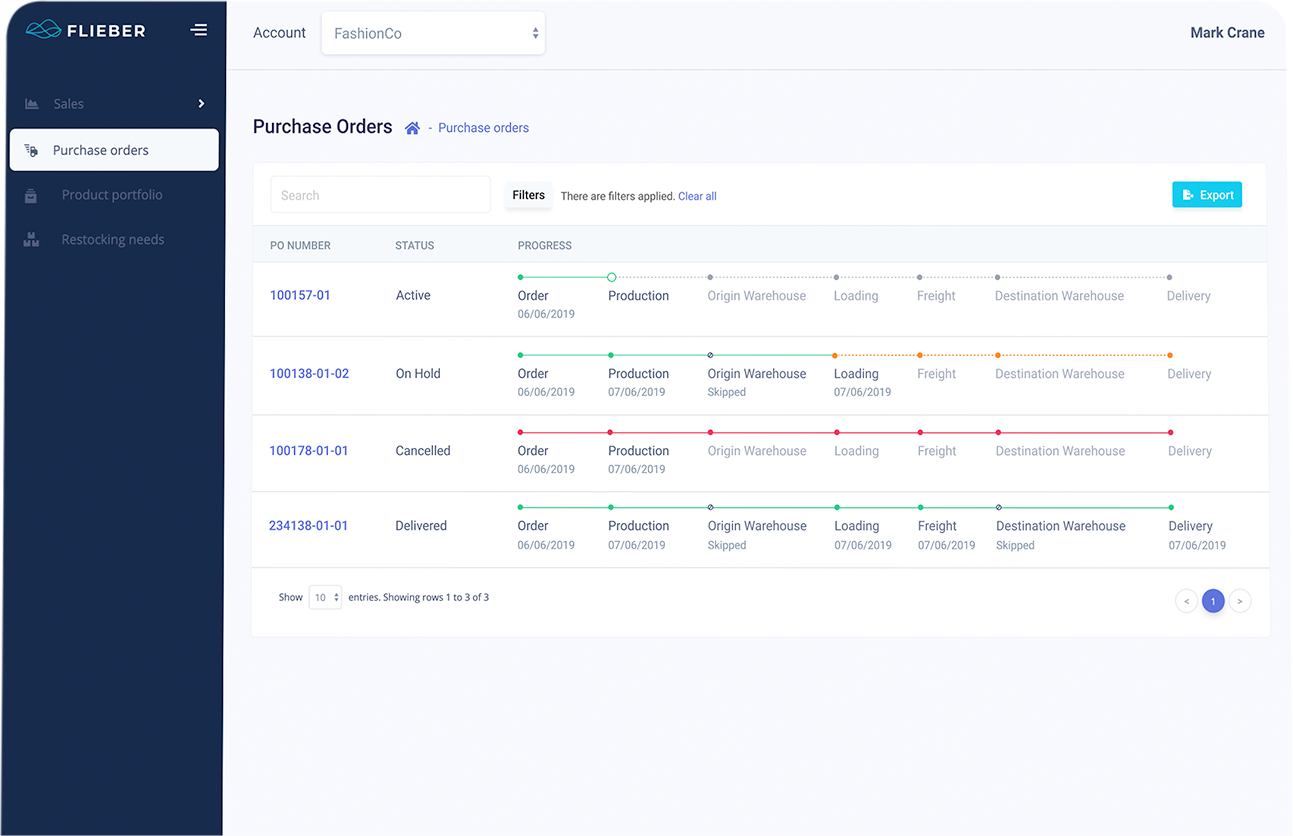 FLIEBER
Account FashionCo Mark Crane
Sales
Purchase orders
Product portfolio
Restocking needs
Purchase Orders - Purchase orders
Search Filters There are filters applied. Clear all Export
PO NUMBER STATUS PROGRESS
100157-01 Active Order Production Origin Warehouse Loading Freight Destination Warehouse Delivery
06/06/2019
100138-01-02 On Hold Order Production Origin Warehouse Loading Freight Destination Warehouse Delivery
06/06/2019 07/06/2019 Skipped 07/06/2019
100178-01-01 Cancelled Order Production Origin Warehouse Loading Freight Destination Warehouse Delivery
06/06/2019 07/06/2019
234138-01-01 Delivered Order Production Origin Warehouse Loading Freight Destination Warehouse Delivery
06/06/2019 07/06/2019 Skipped 07/06/2019 07/06/2019 Skipped 07/06/2019
Show 10 entries. Showing rows 1 to 3 of 3 < 1 >